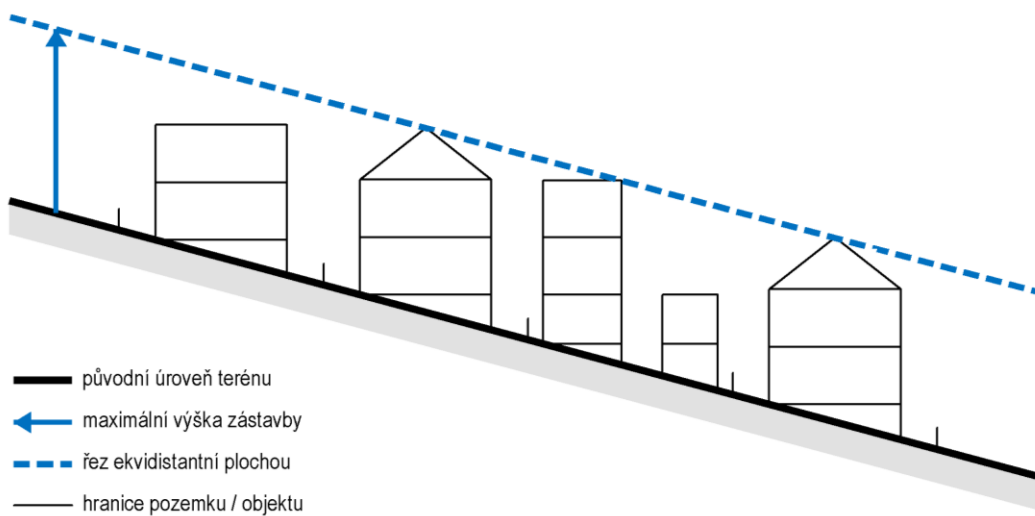 původní úroveň terénu
maximální výška zástavby
řez ekvidistantní plochou
hranice pozemku / objektu